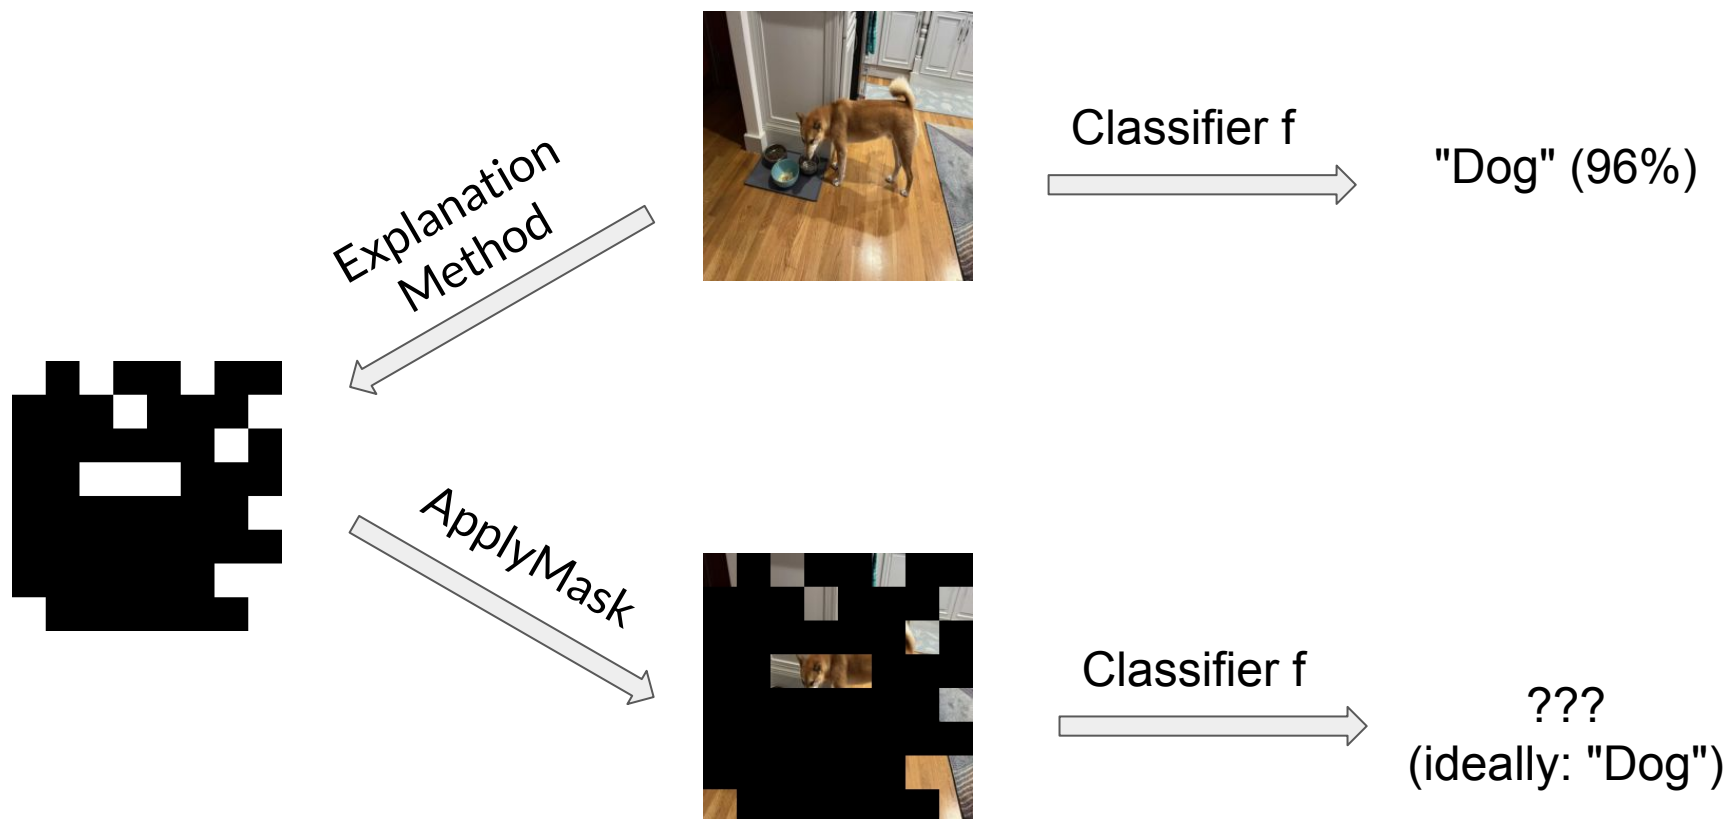 Classifier f
"Dog" (96%)
Explanation
Method
ApplyMask
Classifier f
???
(ideally: "Dog")